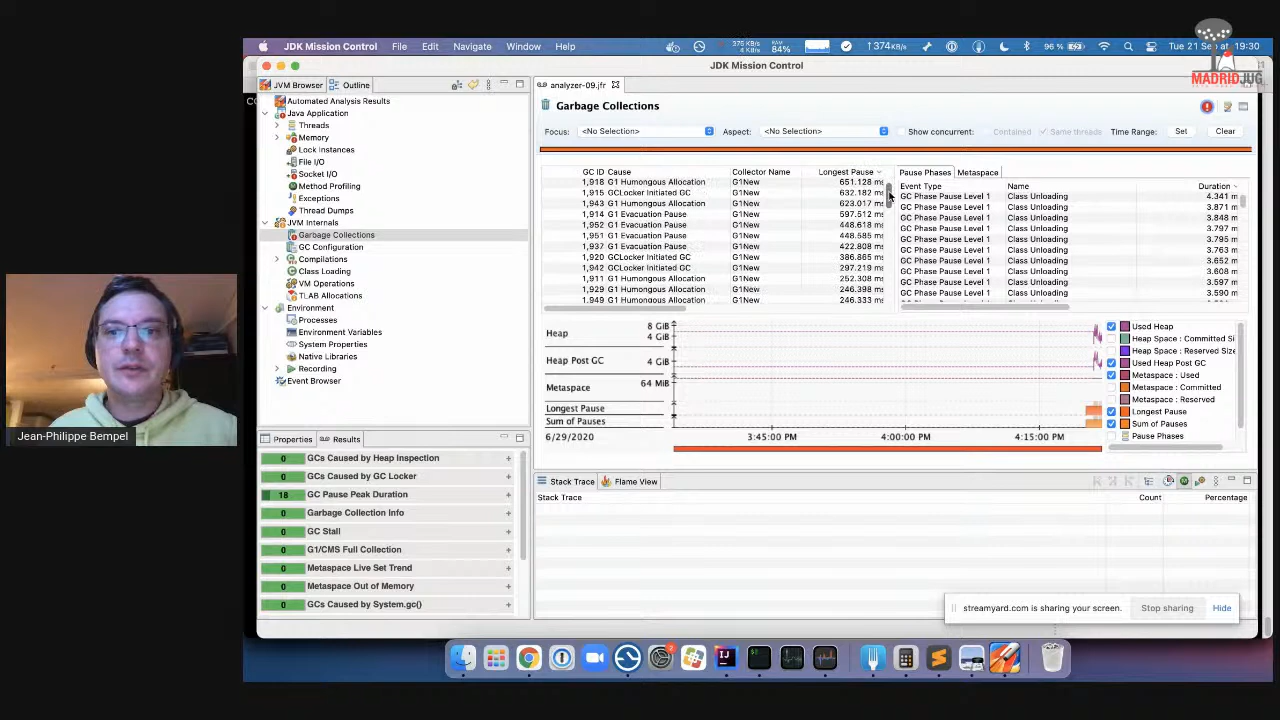 JDK Mission Control File Edit Navigate Window Help
375 KB/s
4 KB/s
RAM
84%
↑ 374KB/s
96 %
Tue 21 Sep at 19:30
MADRIDJUG
JDK Mission Control
JVM Browser Outline
Automated Analysis Results
Java Application
Threads
Memory
Lock Instances
File I/O
Socket I/O
Method Profiling
Exceptions
Thread Dumps
JVM Internals
Garbage Collections
GC Configuration
Compilations
Class Loading
VM Operations
TLAB Allocations
Environment
Processes
Environment Variables
System Properties
Native Libraries
Recording
Event Browser
Properties Results
0 GCs Caused by Heap Inspection +
0 GCs Caused by GC Locker +
18 GC Pause Peak Duration +
0 Garbage Collection Info +
0 GC Stall +
0 G1/CMS Full Collection +
0 Metaspace Live Set Trend +
0 Metaspace Out of Memory +
0 GCs Caused by System.gc() +
analyzer-09.jfr
Garbage Collections
Focus: <No Selection> Aspect: <No Selection> Show concurrent: Contained Same threads Time Range: Set Clear
GC ID Cause Collector Name Longest Pause
1,918 G1 Humongous Allocation G1New 651.128 ms
1,915 GCLocker Initiated GC G1New 632.182 ms
1,943 G1 Humongous Allocation G1New 623.017 ms
1,914 G1 Evacuation Pause G1New 597.512 ms
1,952 G1 Evacuation Pause G1New 448.618 ms
1,951 G1 Evacuation Pause G1New 448.585 ms
1,937 G1 Evacuation Pause G1New 422.808 ms
1,920 GCLocker Initiated GC G1New 386.865 ms
1,942 GCLocker Initiated GC G1New 297.219 ms
1,911 G1 Humongous Allocation G1New 252.308 ms
1,929 G1 Humongous Allocation G1New 246.398 ms
1,949 G1 Humongous Allocation G1New 246.333 ms
Pause Phases Metaspace
Event Type Name Duration
GC Phase Pause Level 1 Class Unloading 4.341 m
GC Phase Pause Level 1 Class Unloading 3.871 m
GC Phase Pause Level 1 Class Unloading 3.848 m
GC Phase Pause Level 1 Class Unloading 3.797 m
GC Phase Pause Level 1 Class Unloading 3.795 m
GC Phase Pause Level 1 Class Unloading 3.763 m
GC Phase Pause Level 1 Class Unloading 3.652 m
GC Phase Pause Level 1 Class Unloading 3.608 m
GC Phase Pause Level 1 Class Unloading 3.597 m
GC Phase Pause Level 1 Class Unloading 3.590 m
Heap 8 GiB
4 GiB
Heap Post GC 4 GiB
Metaspace 64 MiB
Longest Pause
Sum of Pauses
6/29/2020 3:45:00 PM 4:00:00 PM 4:15:00 PM
Used Heap
Heap Space : Committed Si
Heap Space : Reserved Size
Used Heap Post GC
Metaspace : Used
Metaspace : Committed
Metaspace : Reserved
Longest Pause
Sum of Pauses
Pause Phases
Stack Trace Flame View
Stack Trace Count Percentage
streamyard.com is sharing your screen. Stop sharing Hide
Jean-Philippe Bempel